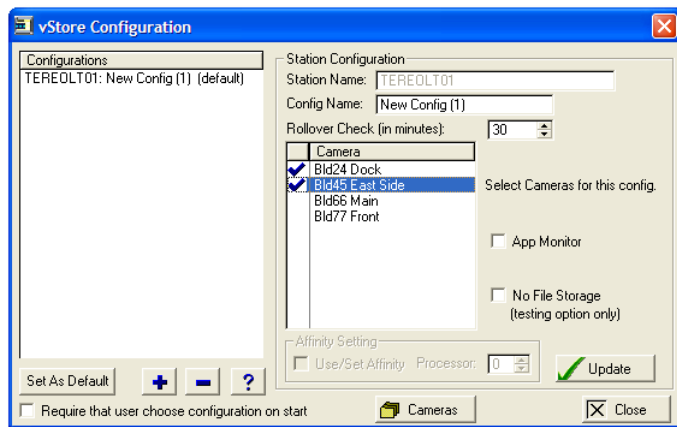 vStore Configuration
Configurations
TEREOLT01: New Config (1) (default)
Station Configuration
Station Name: TEREOLT01
Config Name: New Config (1)
Rollover Check (in minutes): 30
Camera
Bld24 Dock
Bld45 East Side
Bld66 Main
Bld77 Front
Select Cameras for this config.
App Monitor
No File Storage
(testing option only)
Affinity Setting
Use/Set Affinity Processor: 0
Update
Set As Default + - ?
Require that user choose configuration on start
Cameras
Close